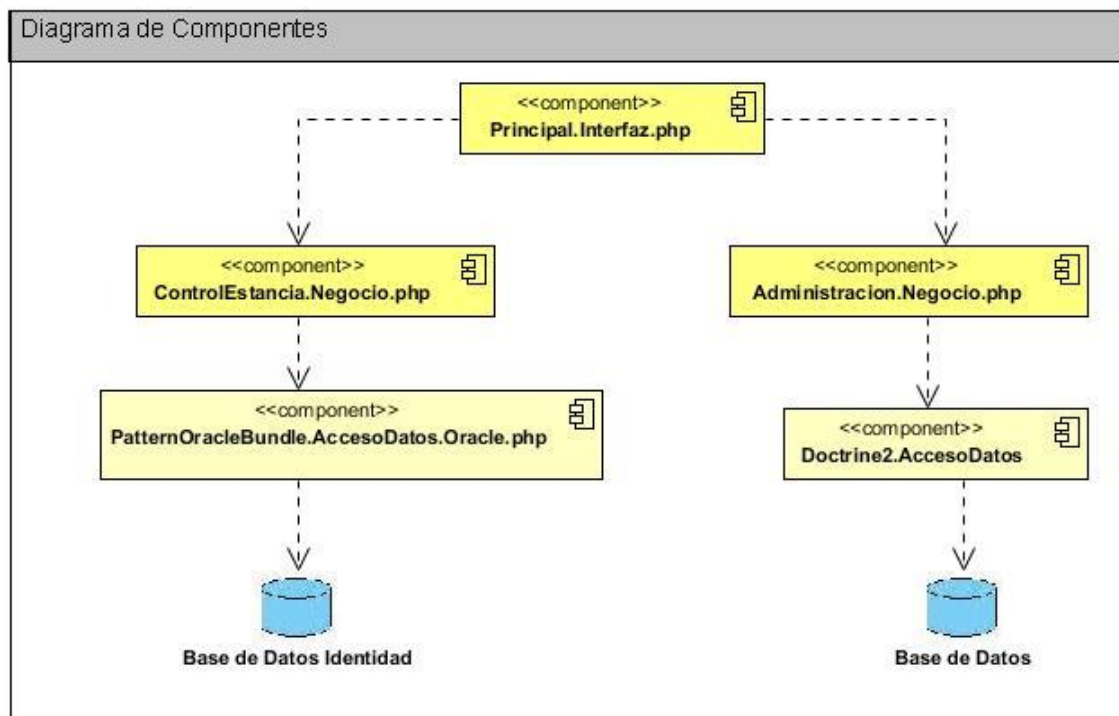 Diagrama de Componentes
<<component>>
Principal.Interfaz.php
<<component>>
ControlEstancia.Negocio.php
<<component>>
Administracion.Negocio.php
<<component>>
PatternOracleBundle.AccesoDatos.Oracle.php
<<component>>
Doctrine2.AccesoDatos
Base de Datos Identidad
Base de Datos